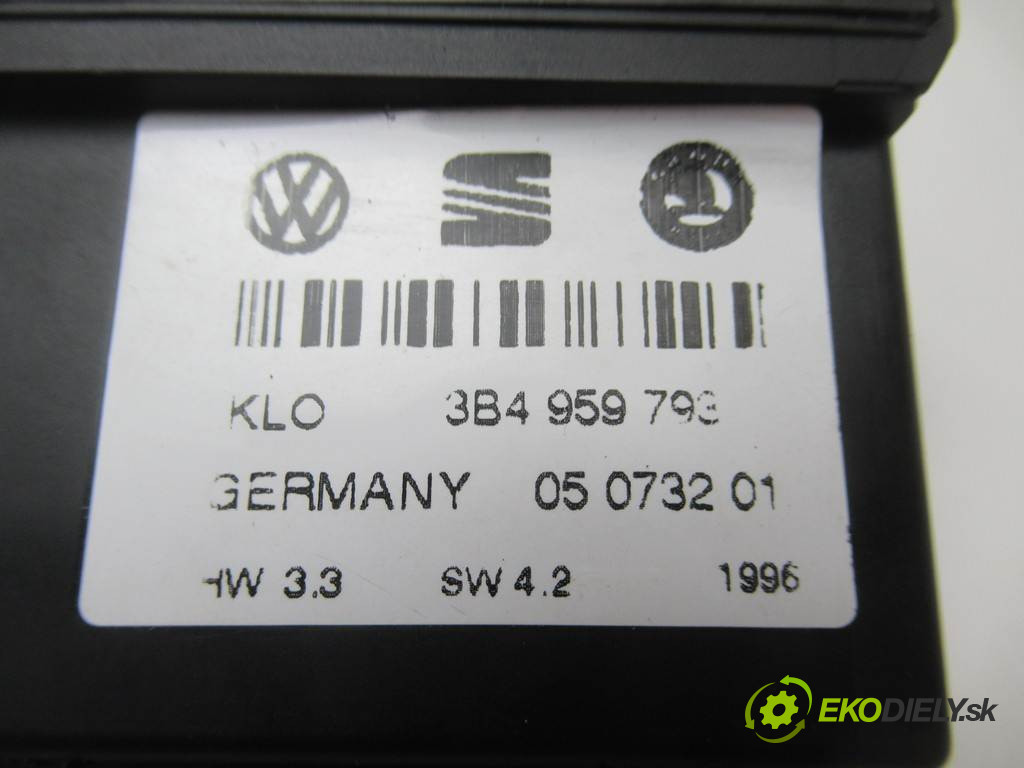 KLO 3B4 959 793
GERMANY 05 0732 01
HW 3.3 SW 4.2 1996
EKODIELY.sk